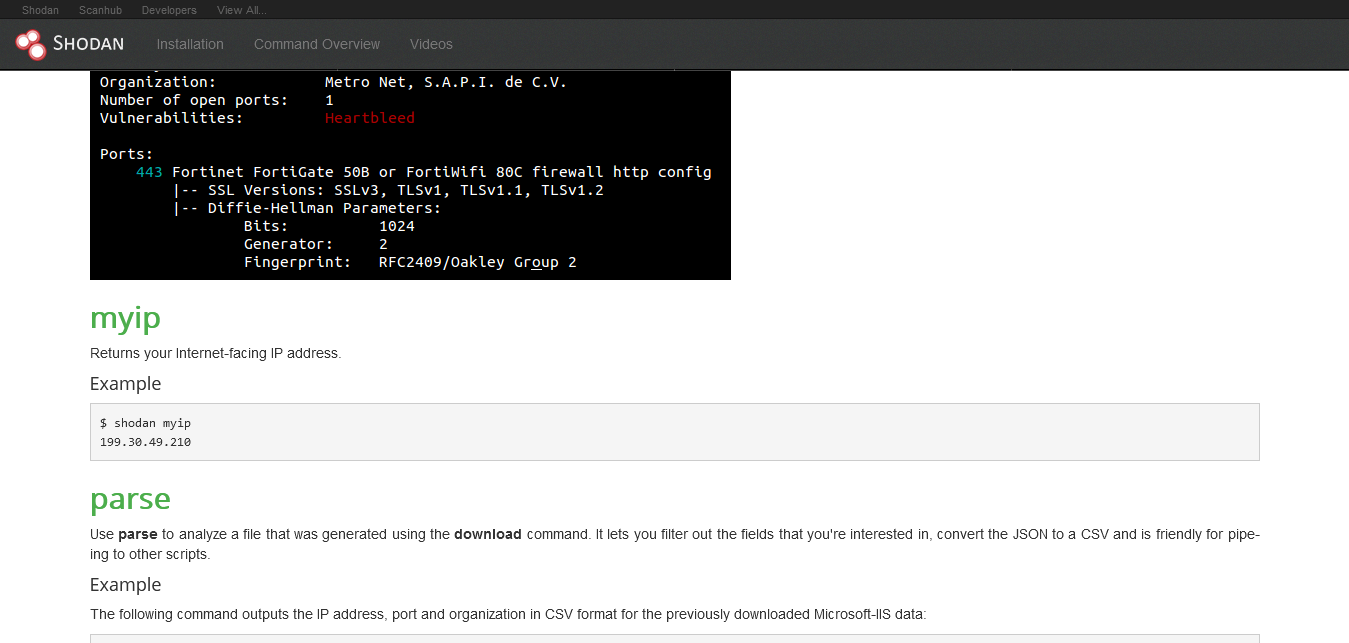 Shodan Scanhub Developers View All...
SHODAN Installation Command Overview Videos
Organization: Metro Net, S.A.P.I. de C.V.
Number of open ports: 1
Vulnerabilities: Heartbleed
Ports:
443 Fortinet FortiGate 50B or FortiWifi 80C firewall http config
|-- SSL Versions: SSLv3, TLSv1, TLSv1.1, TLSv1.2
|-- Diffie-Hellman Parameters:
Bits: 1024
Generator: 2
Fingerprint: RFC2409/Oakley Group 2
myip
Returns your Internet-facing IP address.
Example
$ shodan myip
199.30.49.210
parse
Use parse to analyze a file that was generated using the download command. It lets you filter out the fields that you're interested in, convert the JSON to a CSV and is friendly for pipe-
ing to other scripts.
Example
The following command outputs the IP address, port and organization in CSV format for the previously downloaded Microsoft-IIS data: